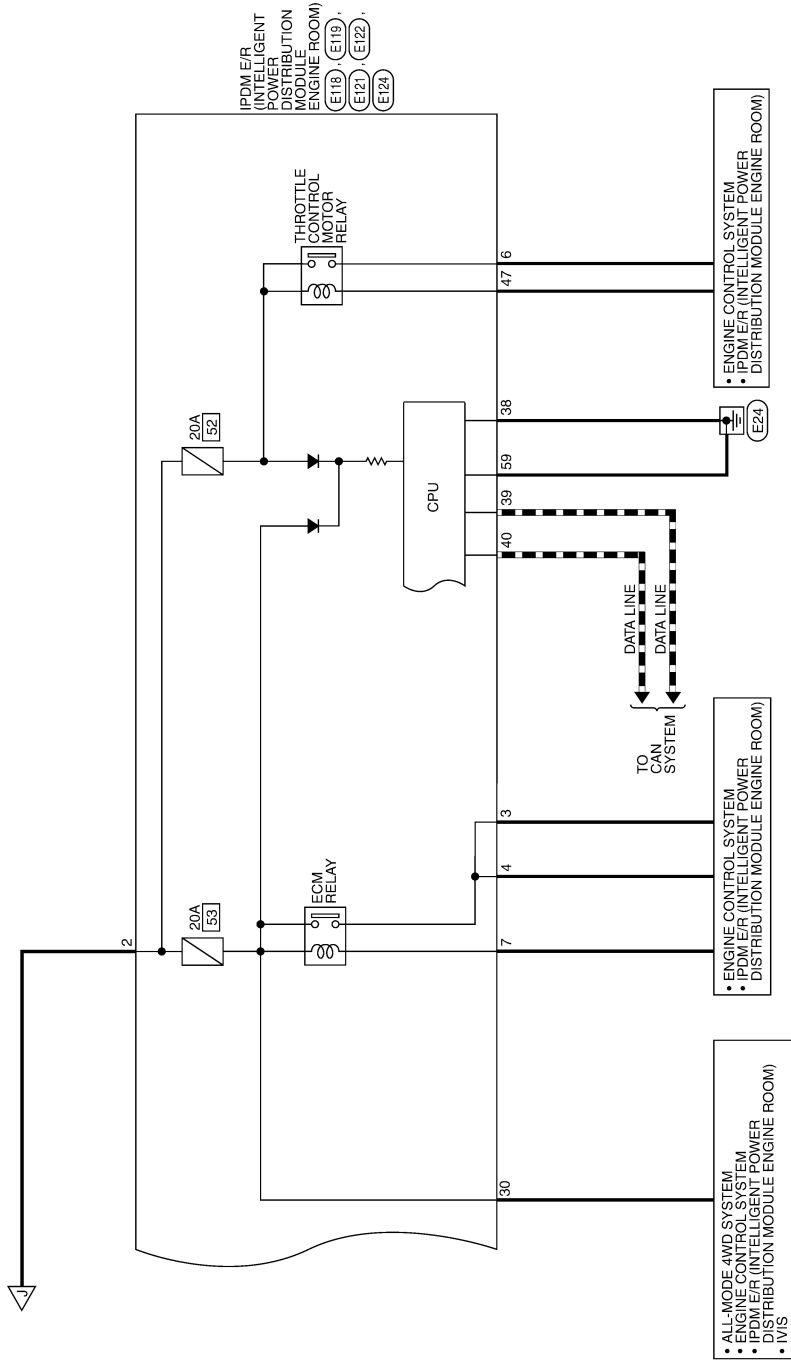 IPDM E/R
(INTELLIGENT
POWER
DISTRIBUTION
MODULE
ENGINE ROOM)
E118 , E119 ,
E121 , E122 ,
E124
J
2
20A
53
20A
52
ECM
RELAY
THROTTLE
CONTROL
MOTOR
RELAY
CPU
30
7
4
3
40
39
59
38
47
6
DATA LINE
DATA LINE
TO
CAN
SYSTEM
E24
• ALL-MODE 4WD SYSTEM
• ENGINE CONTROL SYSTEM
• IPDM E/R (INTELLIGENT POWER
DISTRIBUTION MODULE ENGINE ROOM)
• IVIS
• ENGINE CONTROL SYSTEM
• IPDM E/R (INTELLIGENT POWER
DISTRIBUTION MODULE ENGINE ROOM)
• ENGINE CONTROL SYSTEM
• IPDM E/R (INTELLIGENT POWER
DISTRIBUTION MODULE ENGINE ROOM)